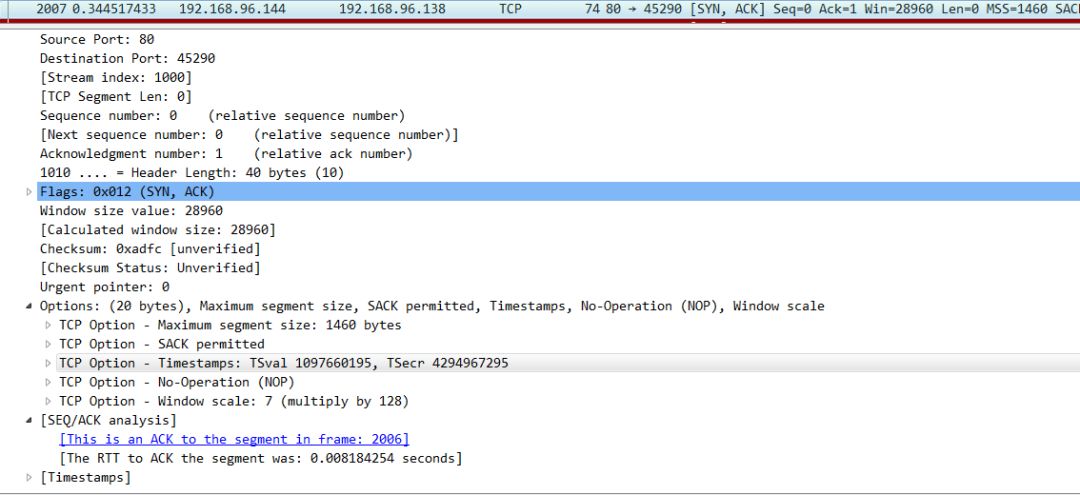 2007 0.344517433 192.168.96.144 192.168.96.138 TCP 74 80 → 45290 [SYN, ACK] Seq=0 Ack=1 Win=28960 Len=0 MSS=1460 SAC
Source Port: 80
Destination Port: 45290
[Stream index: 1000]
[TCP Segment Len: 0]
Sequence number: 0 (relative sequence number)
[Next sequence number: 0 (relative sequence number)]
Acknowledgment number: 1 (relative ack number)
1010 .... = Header Length: 40 bytes (10)
Flags: 0x012 (SYN, ACK)
Window size value: 28960
[Calculated window size: 28960]
Checksum: 0xadfc [unverified]
[Checksum Status: Unverified]
Urgent pointer: 0
Options: (20 bytes), Maximum segment size, SACK permitted, Timestamps, No-Operation (NOP), Window scale
TCP Option - Maximum segment size: 1460 bytes
TCP Option - SACK permitted
TCP Option - Timestamps: TSval 1097660195, TSecr 4294967295
TCP Option - No-Operation (NOP)
TCP Option - Window scale: 7 (multiply by 128)
[SEQ/ACK analysis]
[This is an ACK to the segment in frame: 2006]
[The RTT to ACK the segment was: 0.008184254 seconds]
[Timestamps]